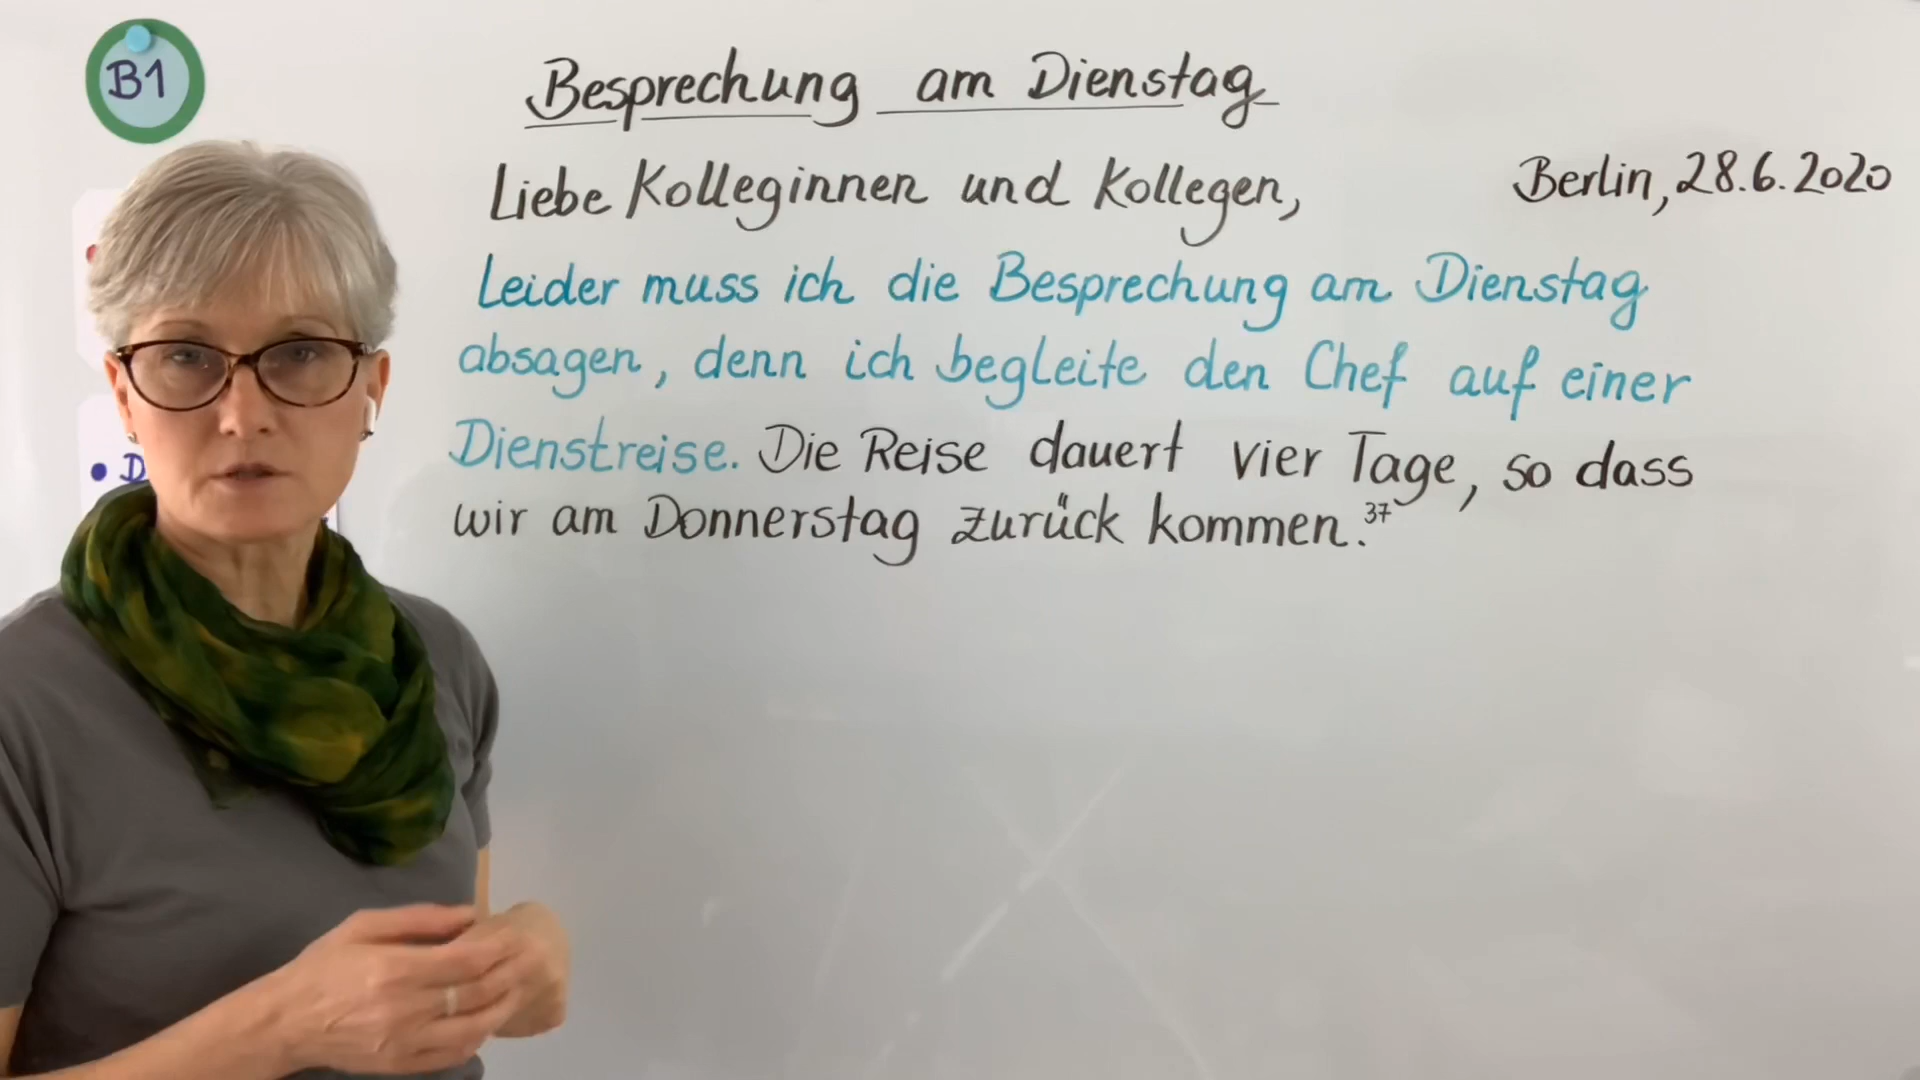 B1
Besprechung am Dienstag
Liebe Kolleginnen und Kollegen,
Berlin, 28.6.2020
Leider muss ich die Besprechung am Dienstag
absagen, denn ich begleite den Chef auf einer
Dienstreise. Die Reise dauert vier Tage, so dass
wir am Donnerstag zurück kommen. 37